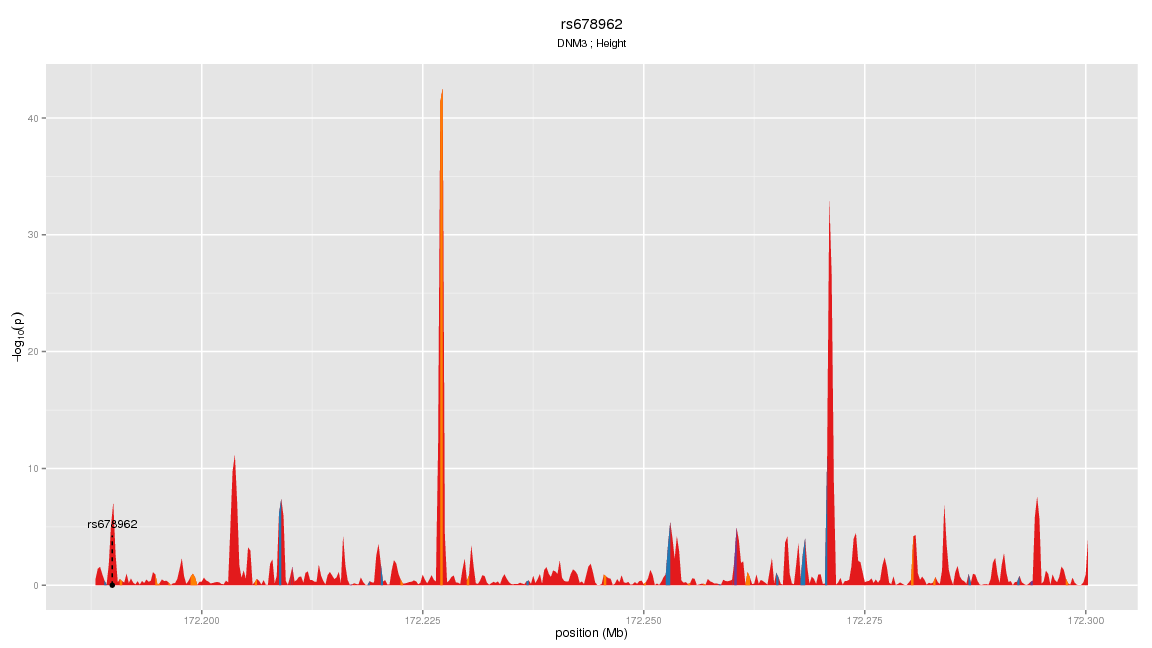 rs678962
DNM3 ; Height
40
30
20
10
0
-log10(p)
rs678962
172.200
172.225
172.250
172.275
172.300
position (Mb)